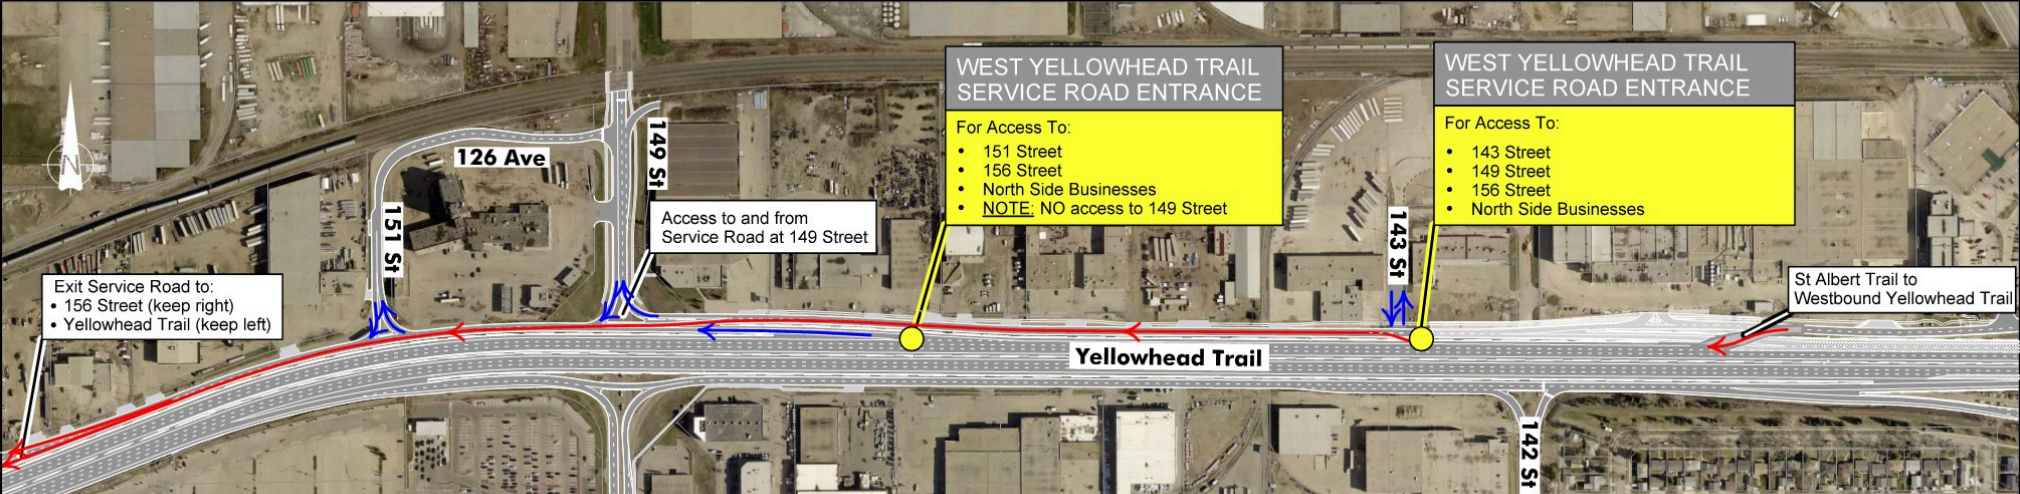 WEST YELLOWHEAD TRAIL
SERVICE ROAD ENTRANCE
For Access To:
• 151 Street
• 156 Street
• North Side Businesses
• NOTE: NO access to 149 Street
WEST YELLOWHEAD TRAIL
SERVICE ROAD ENTRANCE
For Access To:
• 143 Street
• 149 Street
• 156 Street
• North Side Businesses
N
126 Ave
149 St
151 St
Access to and from
Service Road at 149 Street
143 St
Exit Service Road to:
• 156 Street (keep right)
• Yellowhead Trail (keep left)
St Albert Trail to
Westbound Yellowhead Trail
Yellowhead Trail
142 St